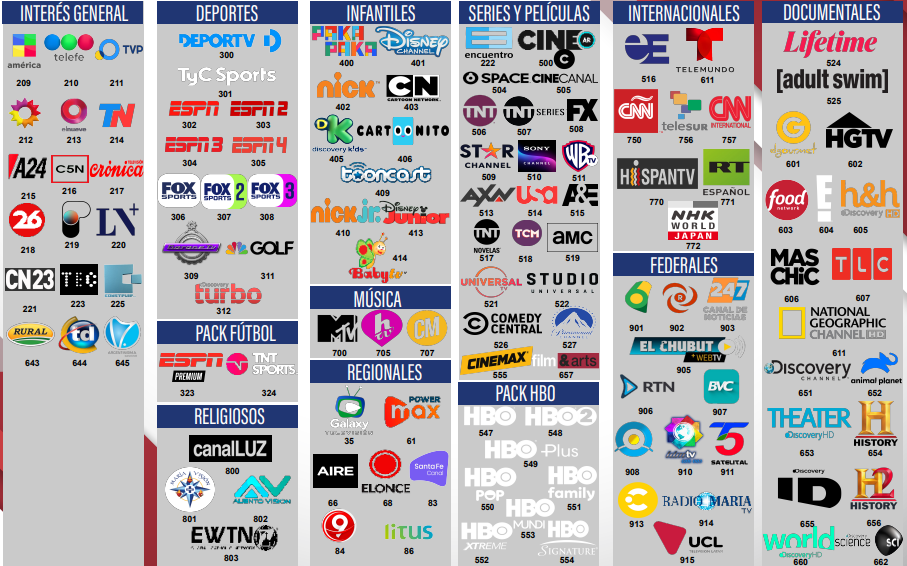 INTERÉS GENERAL
américa
telefe
TVP
209 210 211
elnueve
TN
212 213 214
A24
C5N
crónica
215 216 217
26
LN+
218 219 220
CN23
TEC
CONSTRUIR
221 223 225
RURAL
td
643 644 645
DEPORTES
DEPORTV
300
TyC Sports
301
ESPN ESPN 2
302 303
ESPN 3 ESPN 4
304 305
FOX SPORTS
FOX SPORTS 2
FOX SPORTS 3
306 307 308
GOLF
309 311
Discovery
turbo
312
PACK FÚTBOL
ESPN PREMIUM
TNT SPORTS
323 324
RELIGIOSOS
canalLUZ
800
MARIA VISION
801 802
EWTN
803
INFANTILES
PAKA PAKA
Disney CHANNEL
400 401
nick
CN CARTOON NETWORK
402 403
DK discovery kids
CARTOONITO
405 406
tooncast
409
nick jr.
Disney Junior
410 413
414
Babyfir
MÚSICA
MTV
htv
CM
700 705 707
REGIONALES
Galaxy
POWER max
35 61
AIRE
ELONCE
SantaFe Canal
66 68 83
9
litus
84 86
SERIES Y PELÍCULAS
encuentro
CINE AR
222 500
SPACE
CINECANAL
504 505
TNT
TNT SERIES
FX
506 507 508
STAR CHANNEL
SONY CHANNEL
WB TV
509 510 511
AXN
usa
A&E
513 514 515
TNT NOVELAS
TCM
amc
517 518 519
UNIVERSAL TV
STUDIO UNIVERSAL
521 522
COMEDY CENTRAL
Paramount CHANNEL
526 527
CINEMAX
film & arts
555 657
PACK HBO
HBO HBO 2
547 548
HBO Plus
549
HBO POP
HBO family
550 551
HBO MUNDI
HBO XTREME
553
HBO SIGNATURE
552 554
INTERNACIONALES
E
TELEMUNDO
516 611
CNÑ en Español
teleSUR
CNN INTERNATIONAL
750 756 757
HISPANTV
RT ESPAÑOL
770 771
NHK WORLD JAPAN
772
FEDERALES
6
24/7 CANAL DE NOTICIAS
901 902 903
EL CHUBUT
+ WEBTV
905
RTN
BVC
906 907
5 SATELITAL
908 910 911
C
RADIO MARIA TV
913 914
UCL
915
DOCUMENTALES
Lifetime
524
[adult swim]
525
elgourmet
HGTV
601 602
food network
E!
h&h Discovery
603 604 605
MAS CHIC
TLC
606 607
NATIONAL GEOGRAPHIC CHANNEL HD
611
Discovery CHANNEL
animal planet
651 652
THEATER Discovery HD
H HISTORY
653 654
Discovery
ID
H2 HISTORY
655 656
world Discovery HD
Discovery science
sci
660 662